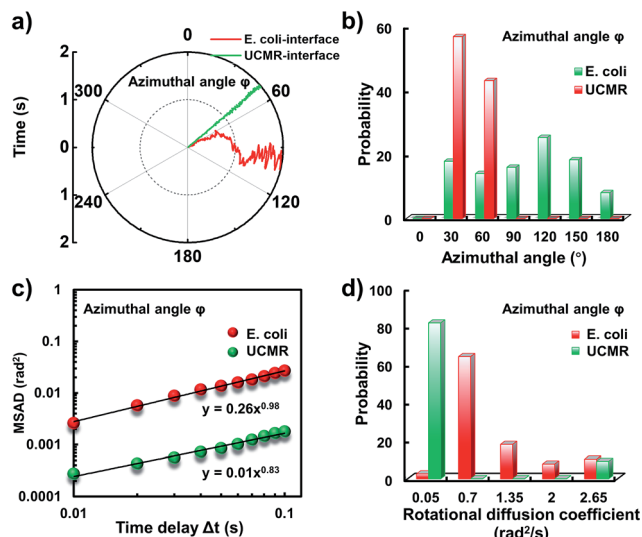 a)
E. coli-interface
UCMR-interface
Azimuthal angle φ
Time (s)
2
1
0
1
2
0
60
120
180
240
300
b)
Azimuthal angle φ
E. coli
UCMR
Probability
60
40
20
0
0 30 60 90 120 150 180
Azimuthal angle (°)
c)
Azimuthal angle φ
E. coli
UCMR
MSAD (rad²)
1
0.1
0.01
0.001
0.0001
y = 0.26x^0.98
y = 0.01x^0.83
0.01 0.1
Time delay Δt (s)
d)
Azimuthal angle φ
E. coli
UCMR
Probability
100
80
60
40
20
0
0.05 0.7 1.35 2 2.65
Rotational diffusion coefficient
(rad²/s)